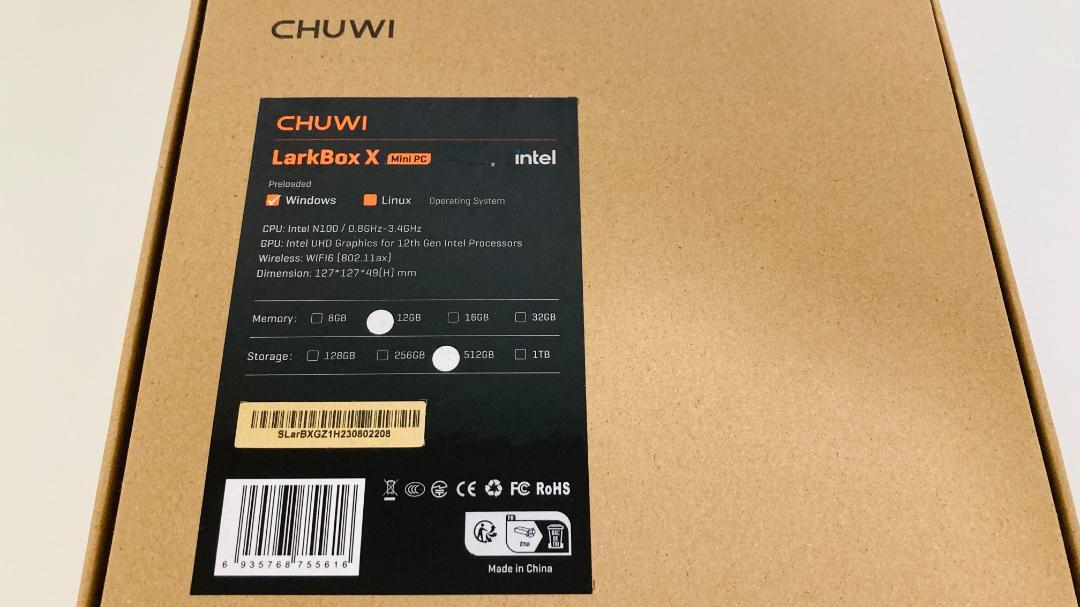 CHUWI
CHUWI
LarkBox X Mini PC intel
Preloaded
Windows Linux Operating System
CPU: Intel N100 / 0.8GHz-3.4GHz
GPU: Intel UHD Graphics for 12th Gen Intel Processors
Wireless: WIFI6 [802.11ax]
Dimension: 127*127*49[H] mm
Memory: 8GB 12GB 16GB 32GB
Storage: 128GB 256GB 512GB 1TB
SLarBXGZ1H230802208
CE FC RoHS
FR
6 935768 755616
Made in China